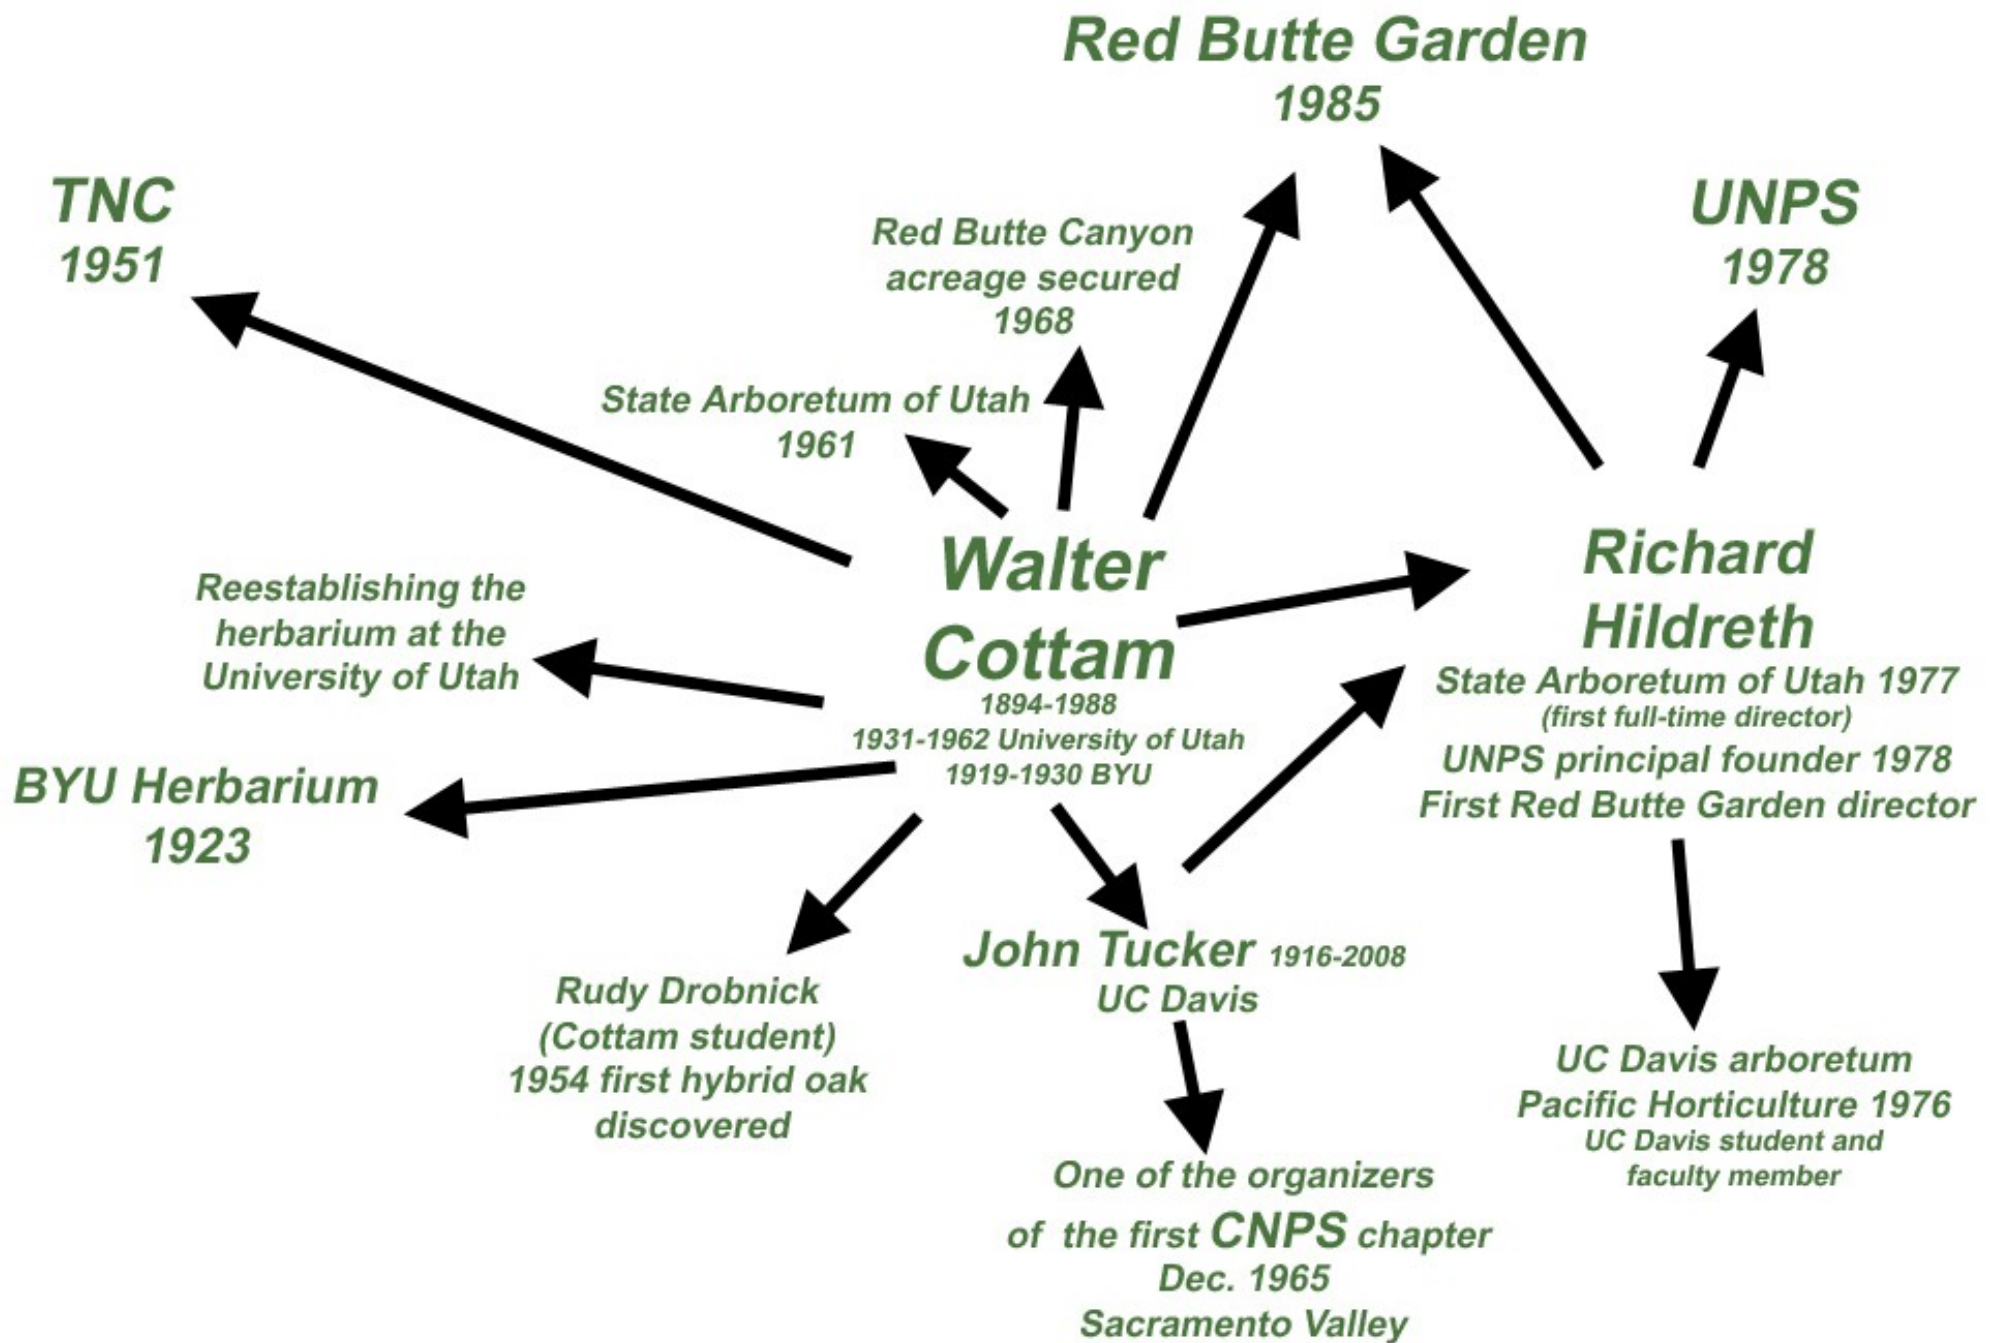 Red Butte Garden
1985
TNC
1951
UNPS
1978
Red Butte Canyon
acreage secured
1968
State Arboretum of Utah
1961
Walter
Cottam
1894-1988
1931-1962 University of Utah
1919-1930 BYU
Richard
Hildreth
State Arboretum of Utah 1977
(first full-time director)
UNPS principal founder 1978
First Red Butte Garden director
Reestablishing the
herbarium at the
University of Utah
BYU Herbarium
1923
Rudy Drobnick
(Cottam student)
1954 first hybrid oak
discovered
John Tucker 1916-2008
UC Davis
One of the organizers
of the first CNPS chapter
Dec. 1965
Sacramento Valley
UC Davis arboretum
Pacific Horticulture 1976
UC Davis student and
faculty member